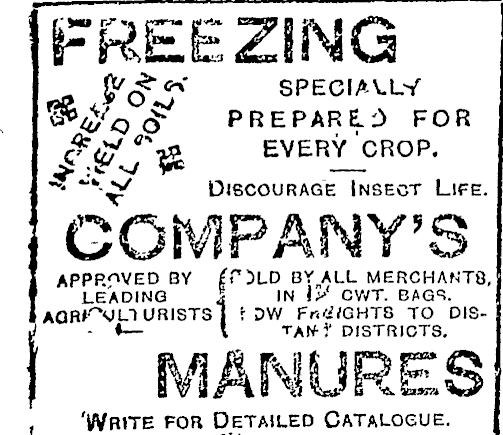 FREEZING
INCREASE
YIELD ON
ALL SOILS.
SPECIALLY
PREPARED FOR
EVERY CROP.
DISCOURAGE INSECT LIFE.
COMPANY'S
APPROVED BY
LEADING
AGRICULTURISTS
SOLD BY ALL MERCHANTS,
IN CWT. BAGS.
LOW FREIGHTS TO DIS-
TANT DISTRICTS.
MANURES
WRITE FOR DETAILED CATALOGUE.